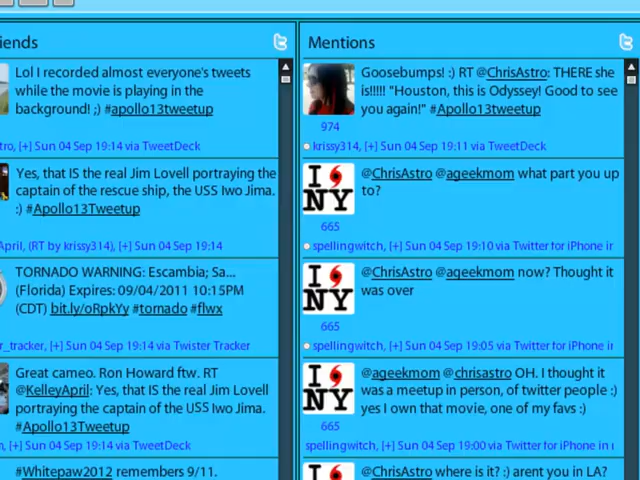 iends
Lol I recorded almost everyone's tweets
while the movie is playing in the
background! ;) #apollo13tweetup
tro, [+] Sun 04 Sep 19:14 via TweetDeck
Yes, that IS the real Jim Lovell portraying the
captain of the rescue ship, the USS Iwo Jima.
:) #Apollo13Tweetup
April, (RT by krissy314), [+] Sun 04 Sep 19:14
TORNADO WARNING: Escambia; Sa...
(Florida) Expires: 09/04/2011 10:15PM
(CDT) bit.ly/oRpkYy #tornado #flwx
r_tracker, [+] Sun 04 Sep 19:14 via Twister Tracker
Great cameo. Ron Howard ftw. RT
@KelleyApril: Yes, that IS the real Jim Lovell
portraying the captain of the USS Iwo Jima.
#Apollo13Tweetup
, [+] Sun 04 Sep 19:14 via TweetDeck
#Whitepaw2012 remembers 9/11.
Mentions
Goosebumps! :) RT @ChrisAstro: THERE she
is!!!!! "Houston, this is Odyssey! Good to see
you again!" #Apollo13tweetup
974
krissy314, [+] Sun 04 Sep 19:11 via TweetDeck
I NY
@ChrisAstro @ageekmom what part you up
to?
665
spellingwitch, [+] Sun 04 Sep 19:10 via Twitter for iPhone in
I NY
@ChrisAstro @ageekmom now? Thought it
was over
665
spellingwitch, [+] Sun 04 Sep 19:05 via Twitter for iPhone in
I NY
@ageekmom @chrisastro OH. I thought it
was a meetup in person, of twitter people :)
yes I own that movie, one of my favs :)
665
spellingwitch, [+] Sun 04 Sep 19:00 via Twitter for iPhone in
I
@ChrisAstro where is it? :) arent you in LA?